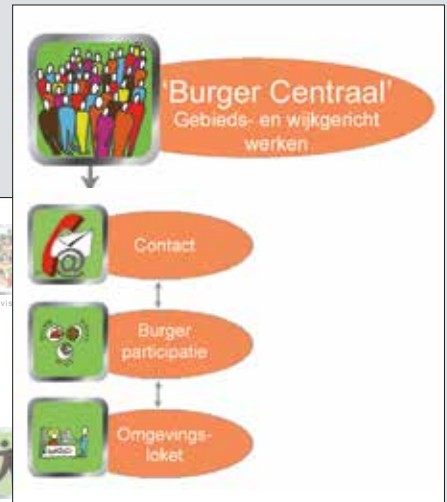 'Burger Centraal'
Gebieds- en wijkgericht
werken
@
Contact
Burger
participatie
Omgevings-
loket